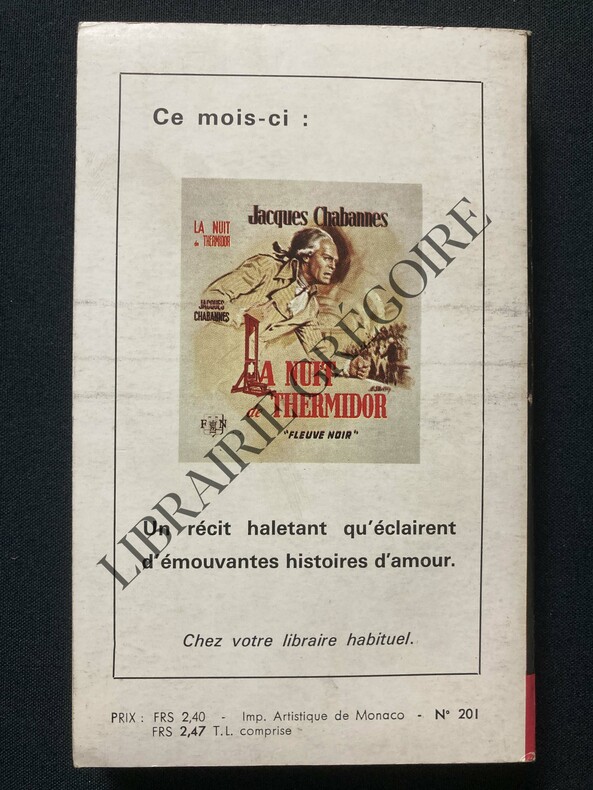 Ce mois-ci :
Jacques Chabannes
LA NUIT
de THERMIDOR
JACQUES
CHABANNES
LA NUIT
de THERMIDOR
F N
"FLEUVE NOIR"
LIBRAIRIE GRÉGOIRE
Un récit haletant qu'éclairent
d'émouvantes histoires d'amour.
Chez votre libraire habituel.
PRIX : FRS 2,40 - Imp. Artistique de Monaco - N° 201
FRS 2,47 T.L. comprise